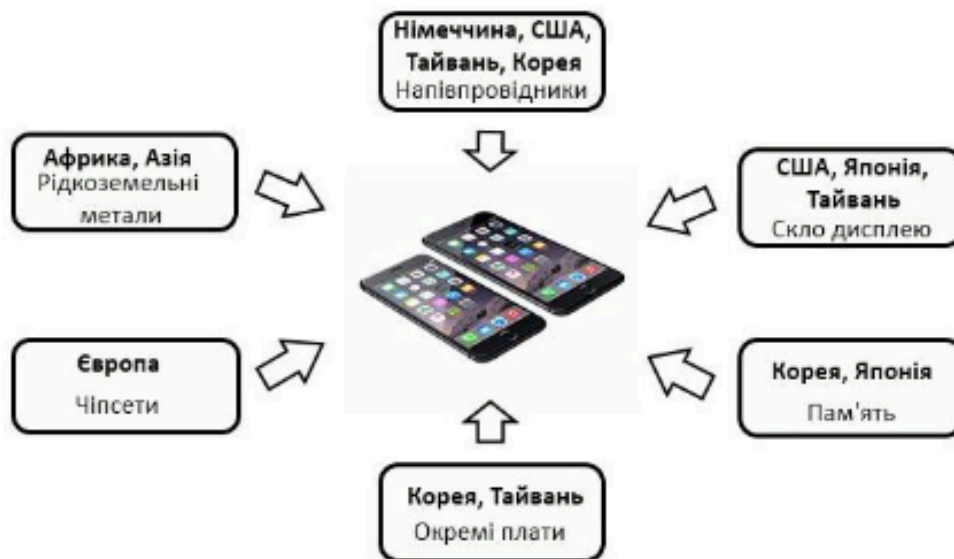 Німеччина, США,
Тайвань, Корея
Напівпровідники
Африка, Азія
Рідкоземельні
метали
США, Японія,
Тайвань
Скло дисплею
Європа
Чіпсети
Корея, Японія
Пам'ять
Корея, Тайвань
Окремі плати